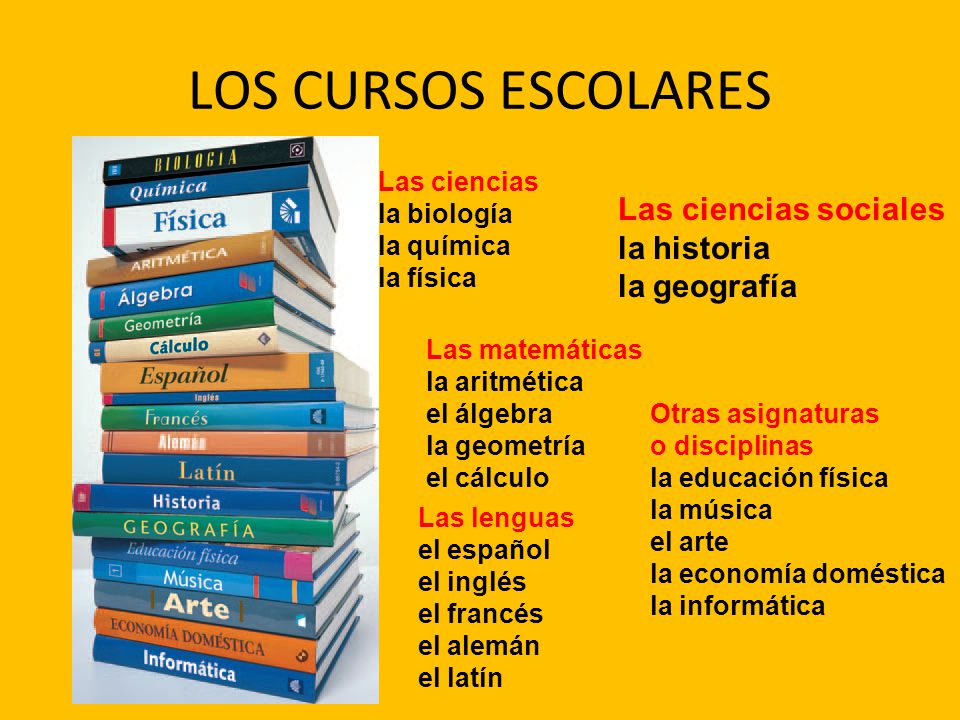 LOS CURSOS ESCOLARES
BIOLOGIA
Química
Física
ARITMÉTICA
Álgebra
Geometría
Cálculo
Español
Inglés
Francés
Alemán
Latín
Historia
GEOGRAFÍA
Educación física
Música
Arte
ECONOMÍA DOMÉSTICA
Informática
Las ciencias
la biología
la química
la física
Las ciencias sociales
la historia
la geografía
Las matemáticas
la aritmética
el álgebra
la geometría
el cálculo
Las lenguas
el español
el inglés
el francés
el alemán
el latín
Otras asignaturas
o disciplinas
la educación física
la música
el arte
la economía doméstica
la informática